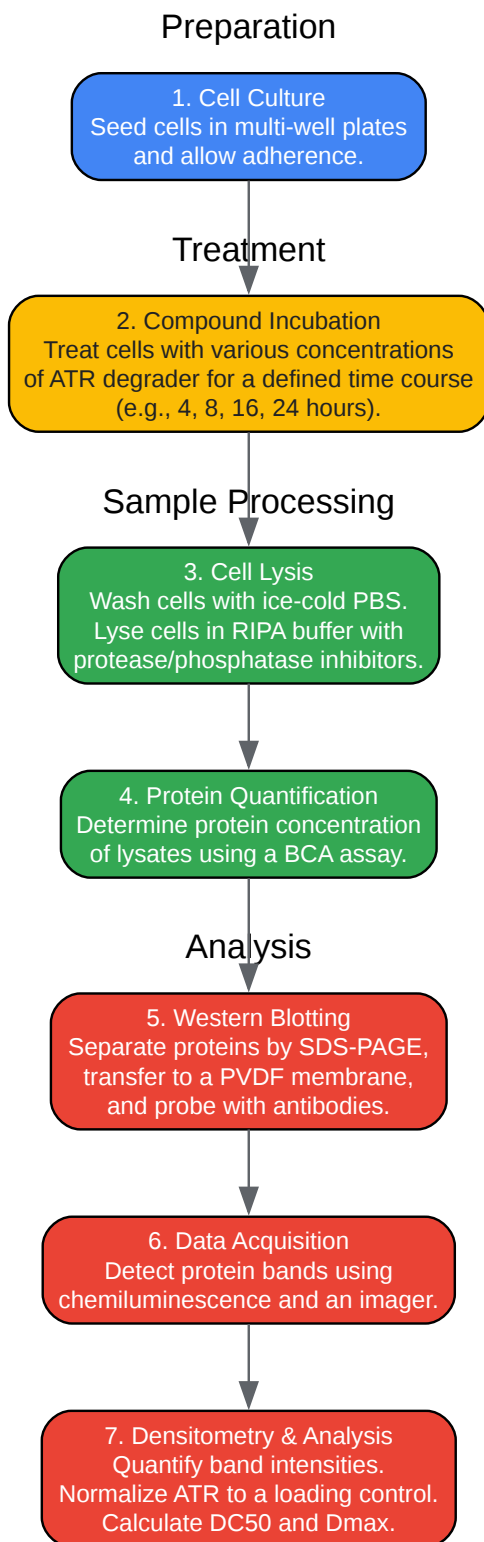 Preparation
1. Cell Culture
Seed cells in multi-well plates
and allow adherence.
Treatment
2. Compound Incubation
Treat cells with various concentrations
of ATR degrader for a defined time course
(e.g., 4, 8, 16, 24 hours).
Sample Processing
3. Cell Lysis
Wash cells with ice-cold PBS.
Lyse cells in RIPA buffer with
protease/phosphatase inhibitors.
4. Protein Quantification
Determine protein concentration
of lysates using a BCA assay.
Analysis
5. Western Blotting
Separate proteins by SDS-PAGE,
transfer to a PVDF membrane,
and probe with antibodies.
6. Data Acquisition
Detect protein bands using
chemiluminescence and an imager.
7. Densitometry & Analysis
Quantify band intensities.
Normalize ATR to a loading control.
Calculate DC50 and Dmax.